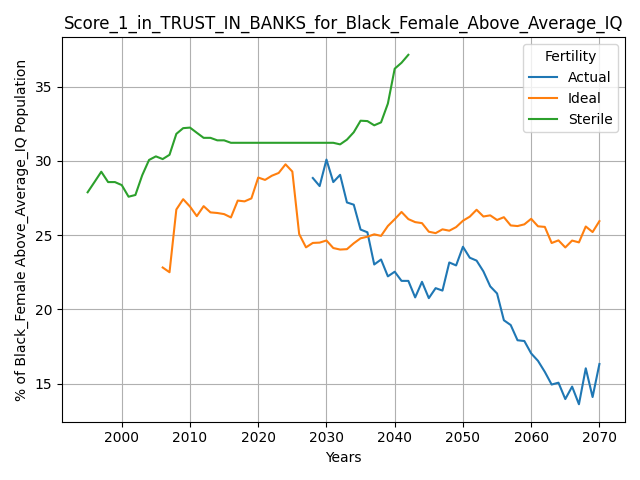 Score_1_in_TRUST_IN_BANKS_for_Black_Female_Above_Average_IQ
% of Black_Female Above_Average_IQ Population
Fertility
Actual
Ideal
Sterile
35
30
25
20
15
2000 2010 2020 2030 2040 2050 2060 2070
Years